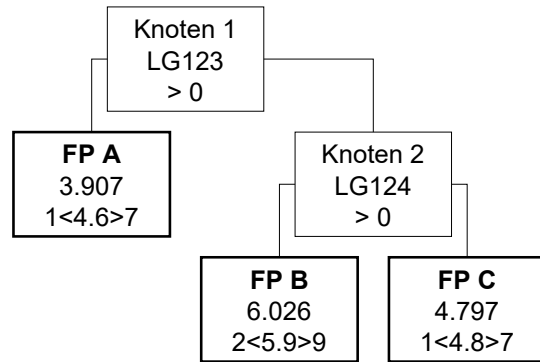 Knoten 1
LG123
> 0
FP A
3.907
1<4.6>7
Knoten 2
LG124
> 0
FP B
6.026
2<5.9>9
FP C
4.797
1<4.8>7